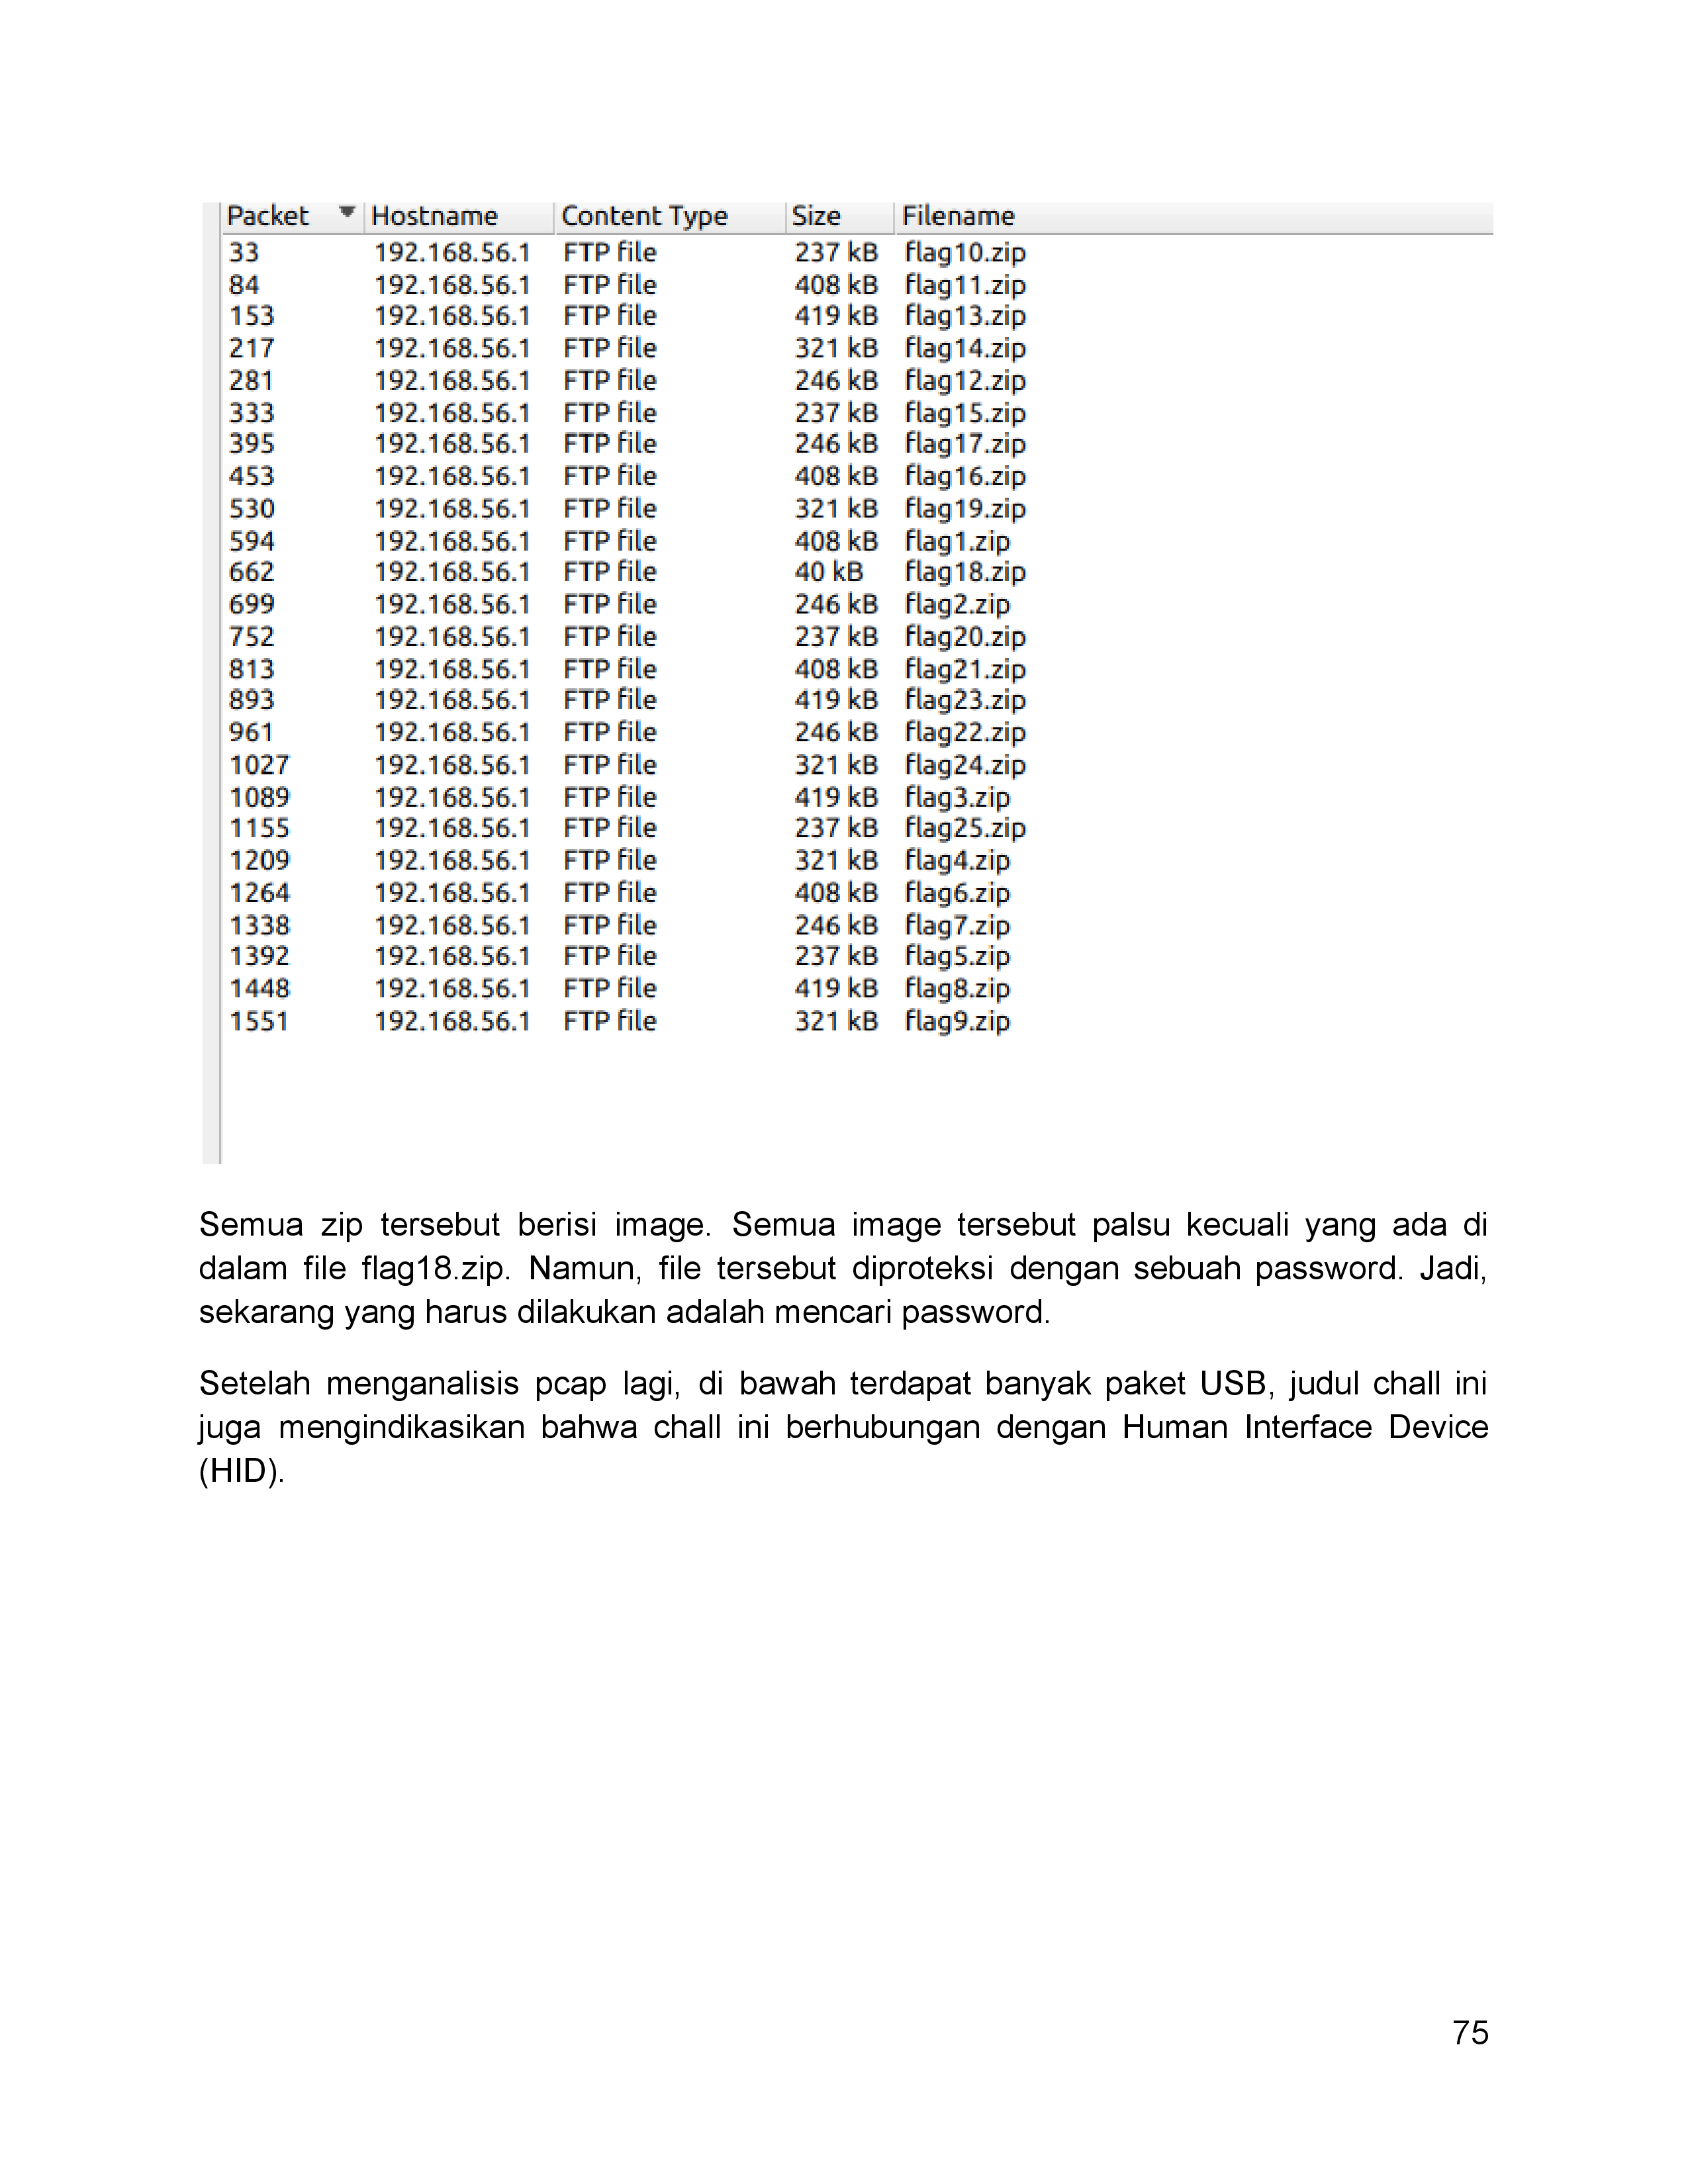 Packet Hostname Content Type Size Filename
33 192.168.56.1 FTP file 237 kB flag10.zip
84 192.168.56.1 FTP file 408 kB flag11.zip
153 192.168.56.1 FTP file 419 kB flag13.zip
217 192.168.56.1 FTP file 321 kB flag14.zip
281 192.168.56.1 FTP file 246 kB flag12.zip
333 192.168.56.1 FTP file 237 kB flag15.zip
395 192.168.56.1 FTP file 246 kB flag17.zip
453 192.168.56.1 FTP file 408 kB flag16.zip
530 192.168.56.1 FTP file 321 kB flag19.zip
594 192.168.56.1 FTP file 408 kB flag1.zip
662 192.168.56.1 FTP file 40 kB flag18.zip
699 192.168.56.1 FTP file 246 kB flag2.zip
752 192.168.56.1 FTP file 237 kB flag20.zip
813 192.168.56.1 FTP file 408 kB flag21.zip
893 192.168.56.1 FTP file 419 kB flag23.zip
961 192.168.56.1 FTP file 246 kB flag22.zip
1027 192.168.56.1 FTP file 321 kB flag24.zip
1089 192.168.56.1 FTP file 419 kB flag3.zip
1155 192.168.56.1 FTP file 237 kB flag25.zip
1209 192.168.56.1 FTP file 321 kB flag4.zip
1264 192.168.56.1 FTP file 408 kB flag6.zip
1338 192.168.56.1 FTP file 246 kB flag7.zip
1392 192.168.56.1 FTP file 237 kB flag5.zip
1448 192.168.56.1 FTP file 419 kB flag8.zip
1551 192.168.56.1 FTP file 321 kB flag9.zip
Semua zip tersebut berisi image. Semua image tersebut palsu kecuali yang ada di
dalam file flag18.zip. Namun, file tersebut diproteksi dengan sebuah password. Jadi,
sekarang yang harus dilakukan adalah mencari password.
Setelah menganalisis pcap lagi, di bawah terdapat banyak paket USB, judul chall ini
juga mengindikasikan bahwa chall ini berhubungan dengan Human Interface Device
(HID).
75